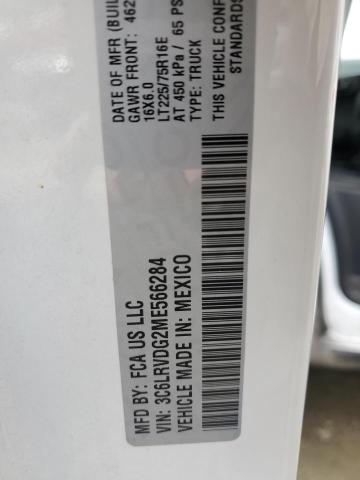 DATE OF MFR (BUIL
GAWR FRONT: 462
16X6.0
LT225/75R16E
AT 450 kPa / 65 PS
TYPE: TRUCK
THIS VEHICLE CONF
STANDARDS
MFD BY: FCA US LLC
VIN: 3C6LRVDG2ME566284
VEHICLE MADE IN: MEXICO